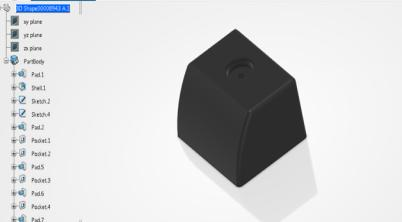 3D Shape00008943 A.1
xy plane
yz plane
zx plane
PartBody
Pad.1
Shell.1
Sketch.2
Sketch.4
Pad.2
Pocket.1
Pocket.2
Pad.5
Pocket.3
Pad.6
Pocket.4
Pad.7